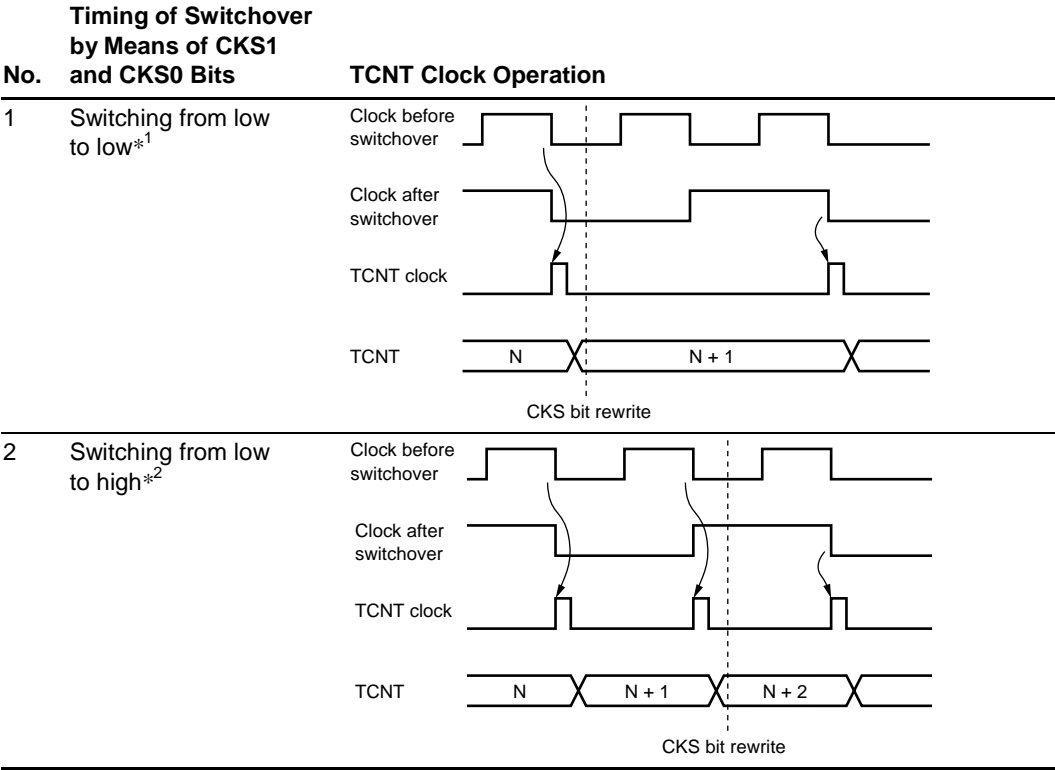 Timing of Switchover
by Means of CKS1
No. and CKS0 Bits TCNT Clock Operation
1 Switching from low
to low*1
Clock before
switchover
Clock after
switchover
TCNT clock
TCNT N N + 1
CKS bit rewrite
2 Switching from low
to high*2
Clock before
switchover
Clock after
switchover
TCNT clock
TCNT N N + 1 N + 2
CKS bit rewrite